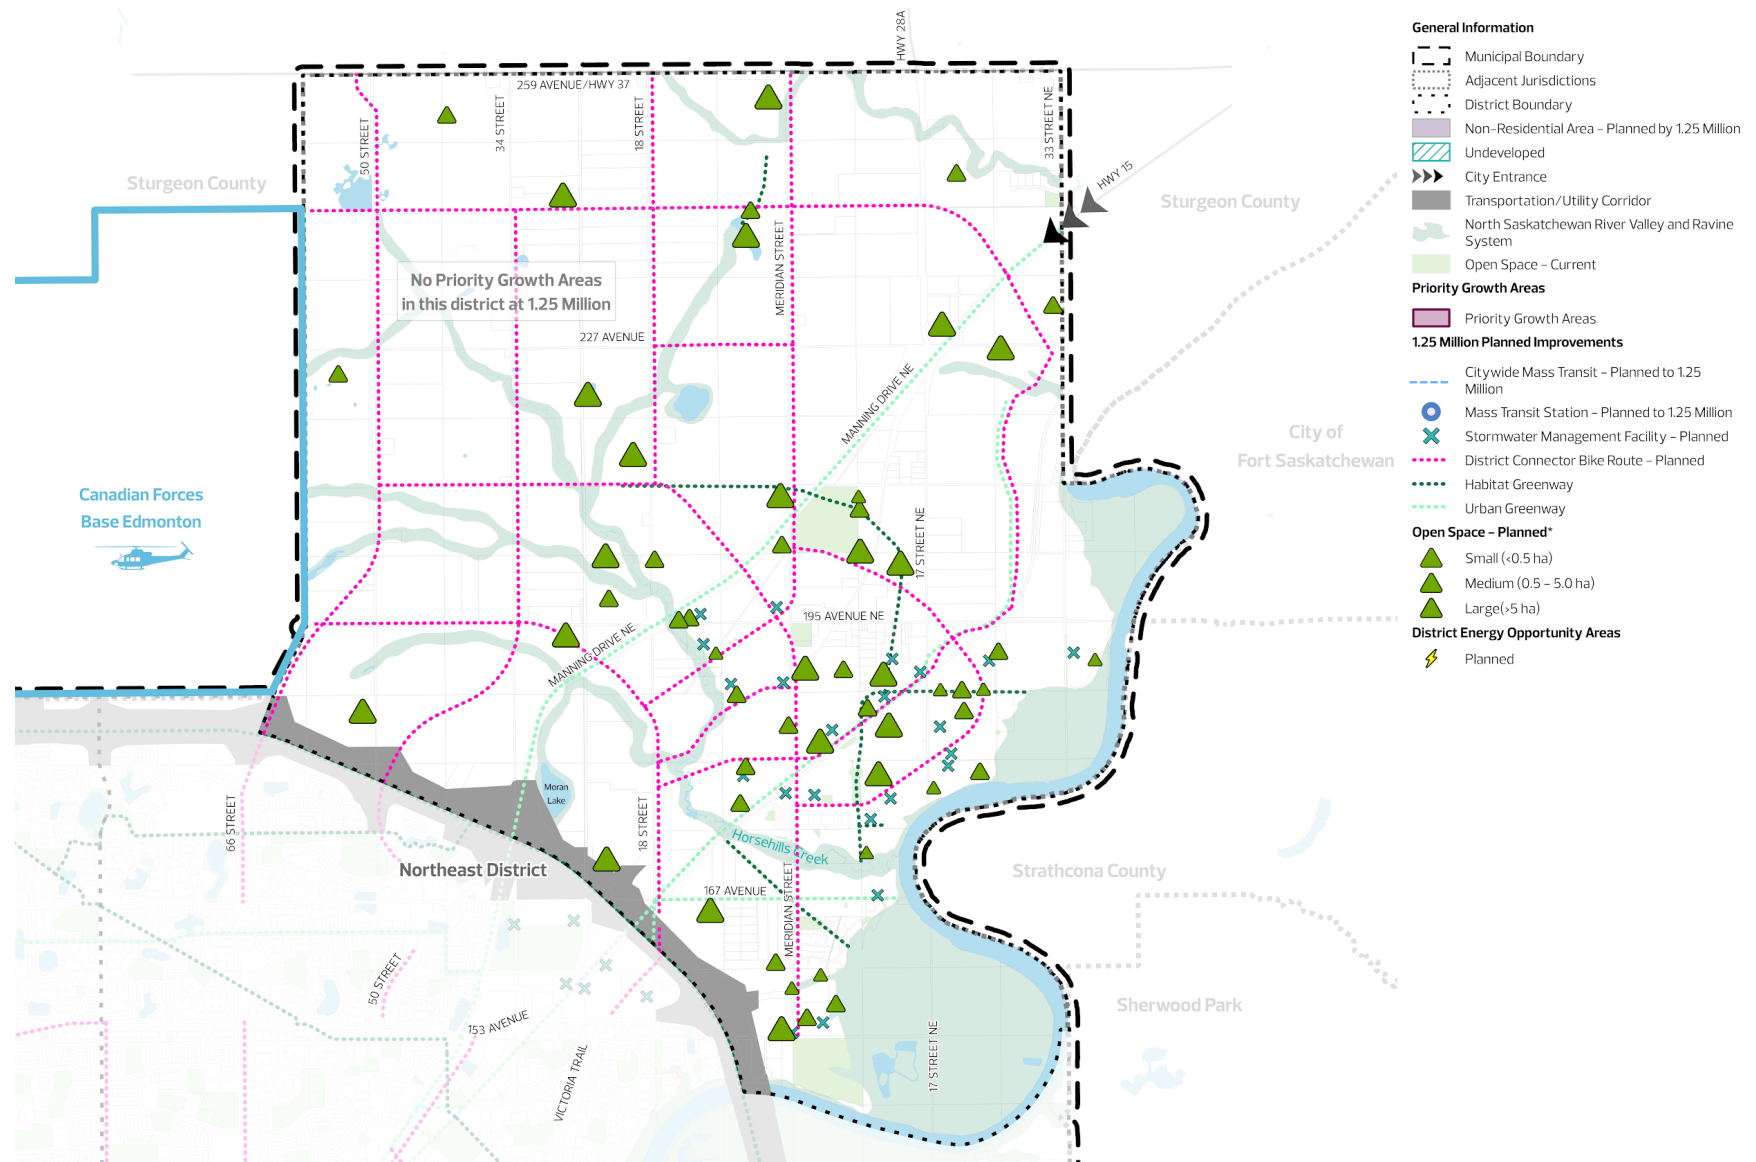 HWY 28A
259 AVENUE/HWY 37
50 STREET
34 STREET
18 STREET
33 STREET NE
HWY 15
Sturgeon County
Sturgeon County
MERIDIAN STREET
No Priority Growth Areas
in this district at 1.25 Million
227 AVENUE
MANNING DRIVE NE
City of
Fort Saskatchewan
Canadian Forces
Base Edmonton
17 STREET NE
195 AVENUE NE
MANNING DRIVE NE
Moran
Lake
66 STREET
18 STREET
Horsehills Creek
Northeast District
Strathcona County
167 AVENUE
MERIDIAN STREET
50 STREET
153 AVENUE
VICTORIA TRAIL
17 STREET NE
Sherwood Park
General Information
Municipal Boundary
Adjacent Jurisdictions
District Boundary
Non-Residential Area - Planned by 1.25 Million
Undeveloped
City Entrance
Transportation/Utility Corridor
North Saskatchewan River Valley and Ravine
System
Open Space - Current
Priority Growth Areas
Priority Growth Areas
1.25 Million Planned Improvements
Citywide Mass Transit - Planned to 1.25
Million
Mass Transit Station - Planned to 1.25 Million
Stormwater Management Facility - Planned
District Connector Bike Route - Planned
Habitat Greenway
Urban Greenway
Open Space - Planned*
Small (<0.5 ha)
Medium (0.5 - 5.0 ha)
Large(>5 ha)
District Energy Opportunity Areas
Planned